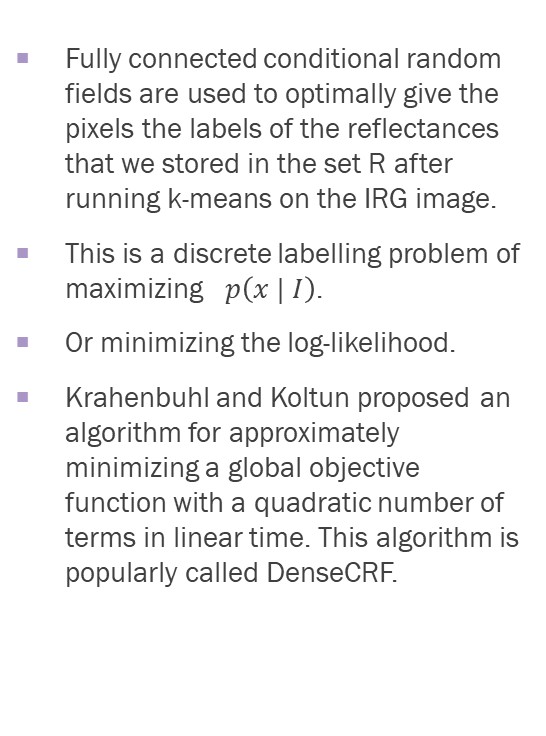 Fully connected conditional random
fields are used to optimally give the
pixels the labels of the reflectances
that we stored in the set R after
running k-means on the IRG image.
This is a discrete labelling problem of
maximizing p(x | I).
Or minimizing the log-likelihood.
Krahenbuhl and Koltun proposed an
algorithm for approximately
minimizing a global objective
function with a quadratic number of
terms in linear time. This algorithm is
popularly called DenseCRF.